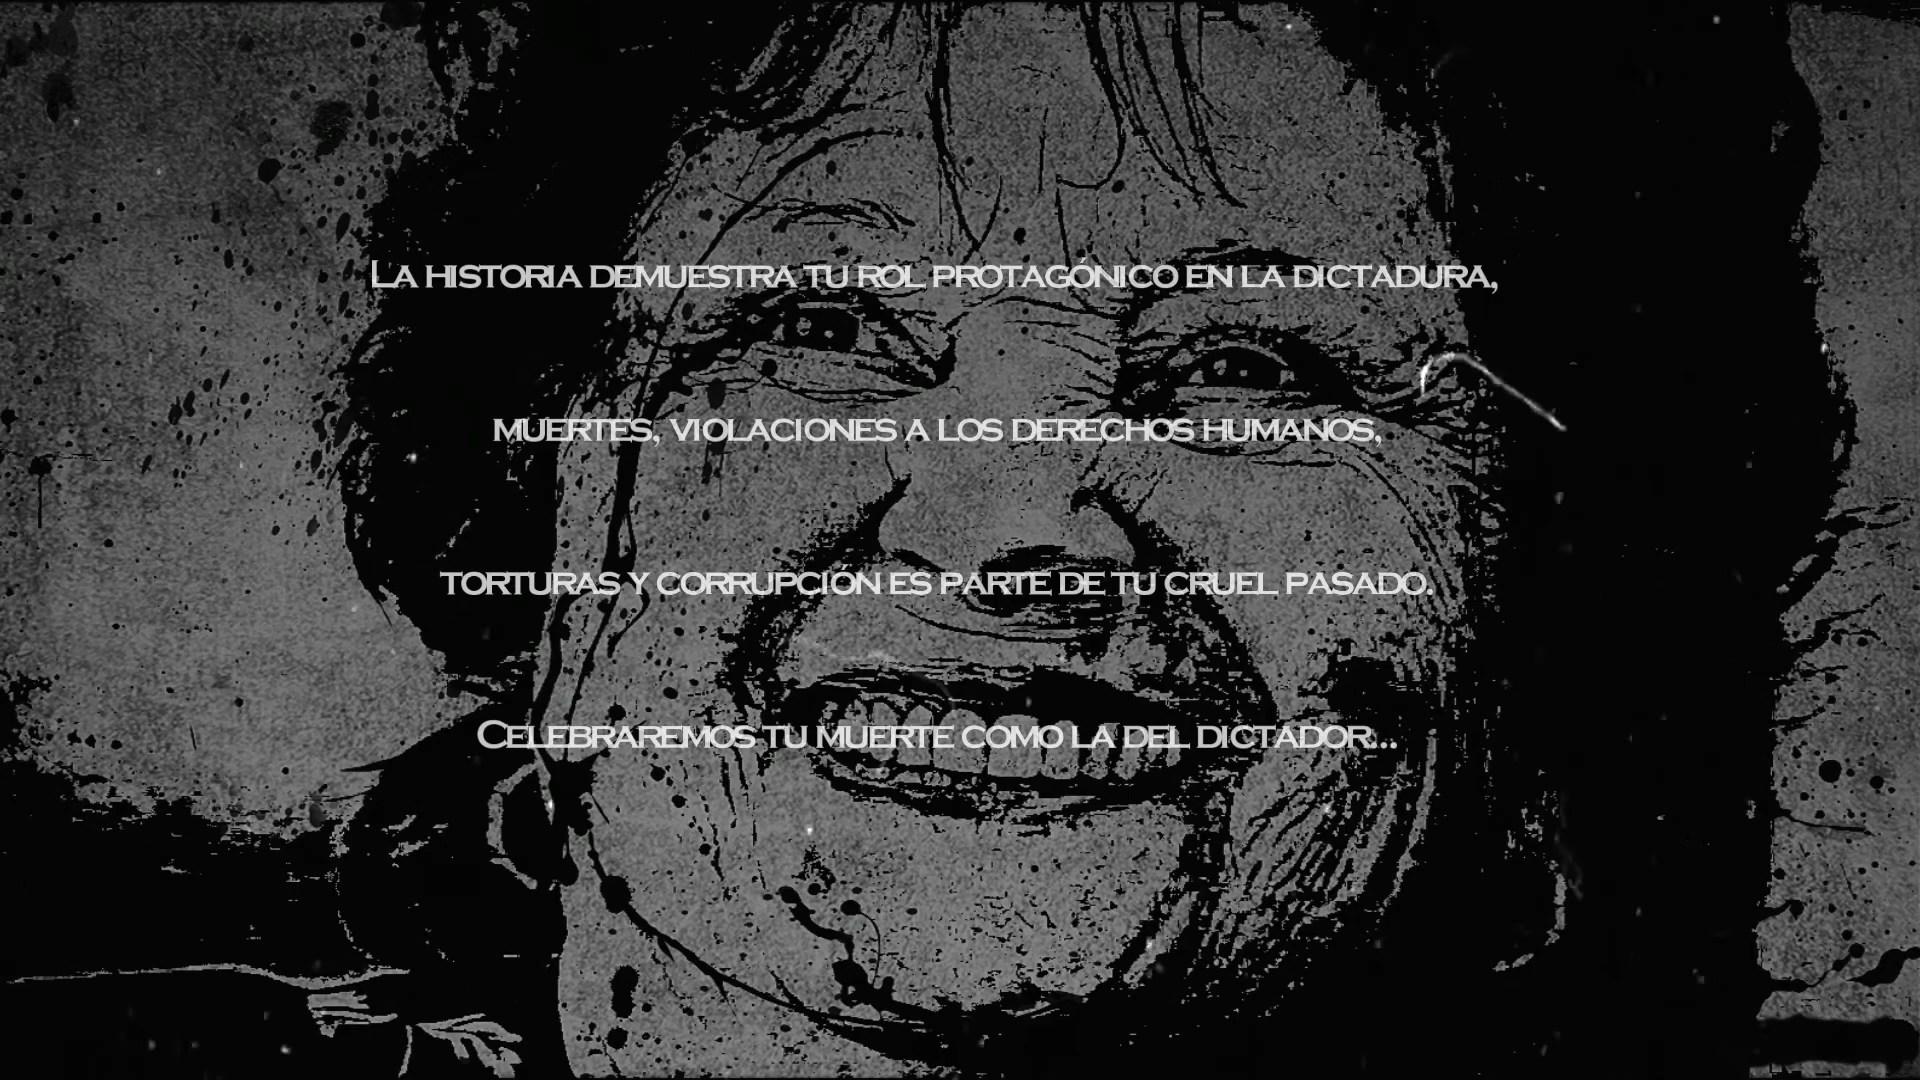 La historia demuestra tu rol protagónico en la dictadura,
muertes, violaciones a los derechos humanos,
torturas y corrupción es parte de tu cruel pasado.
Celebraremos tu muerte como la del dictador...